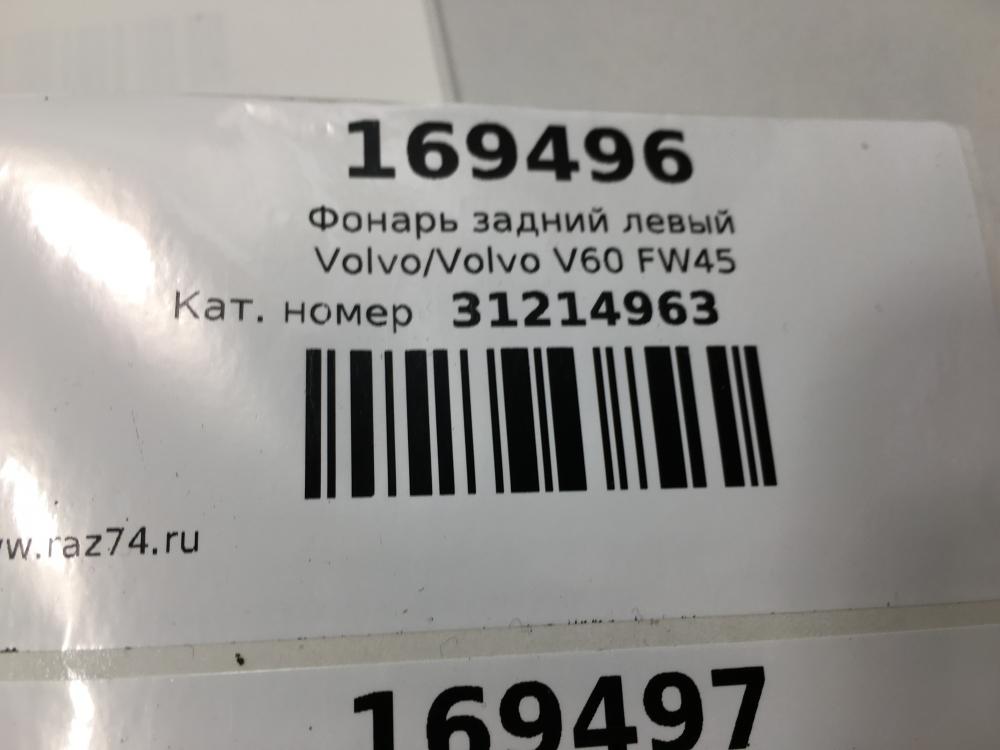 169496
Фонарь задний левый
Volvo/Volvo V60 FW45
Кат. номер 31214963
w.raz74.ru
169497